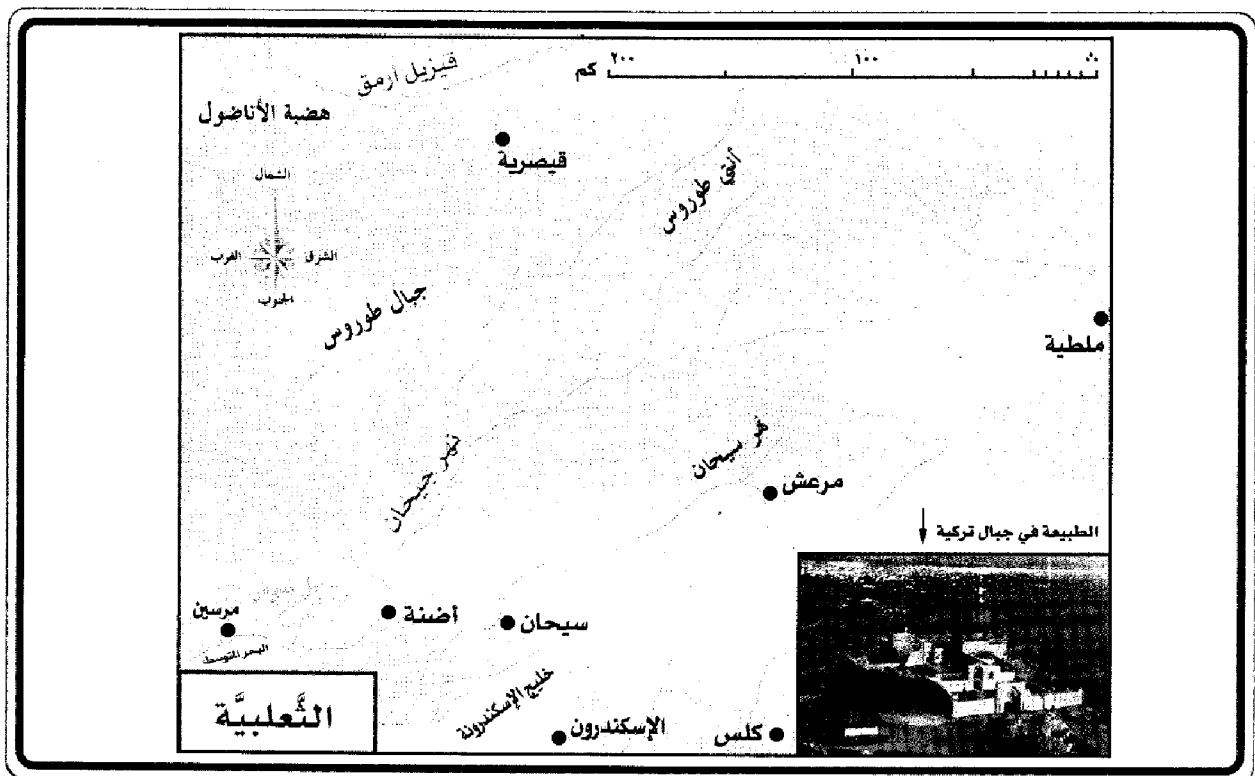 كم ٢٠٠ ١٠٠ ٠
قيزيل ارمق
هضبة الأناضول
قيصرية
الشمال
الشرق
الغرب
الجنوب
أنتي طوروس
جبال طوروس
ملطية
نهر جيحان
نهر سيحان
مرعش
الطبيعة في جبال تركية
مرسين
أضنة
سيحان
البحر المتوسط
خليج الإسكندرونة
الإسكندرون
كلس
الثَّعلبيَّة